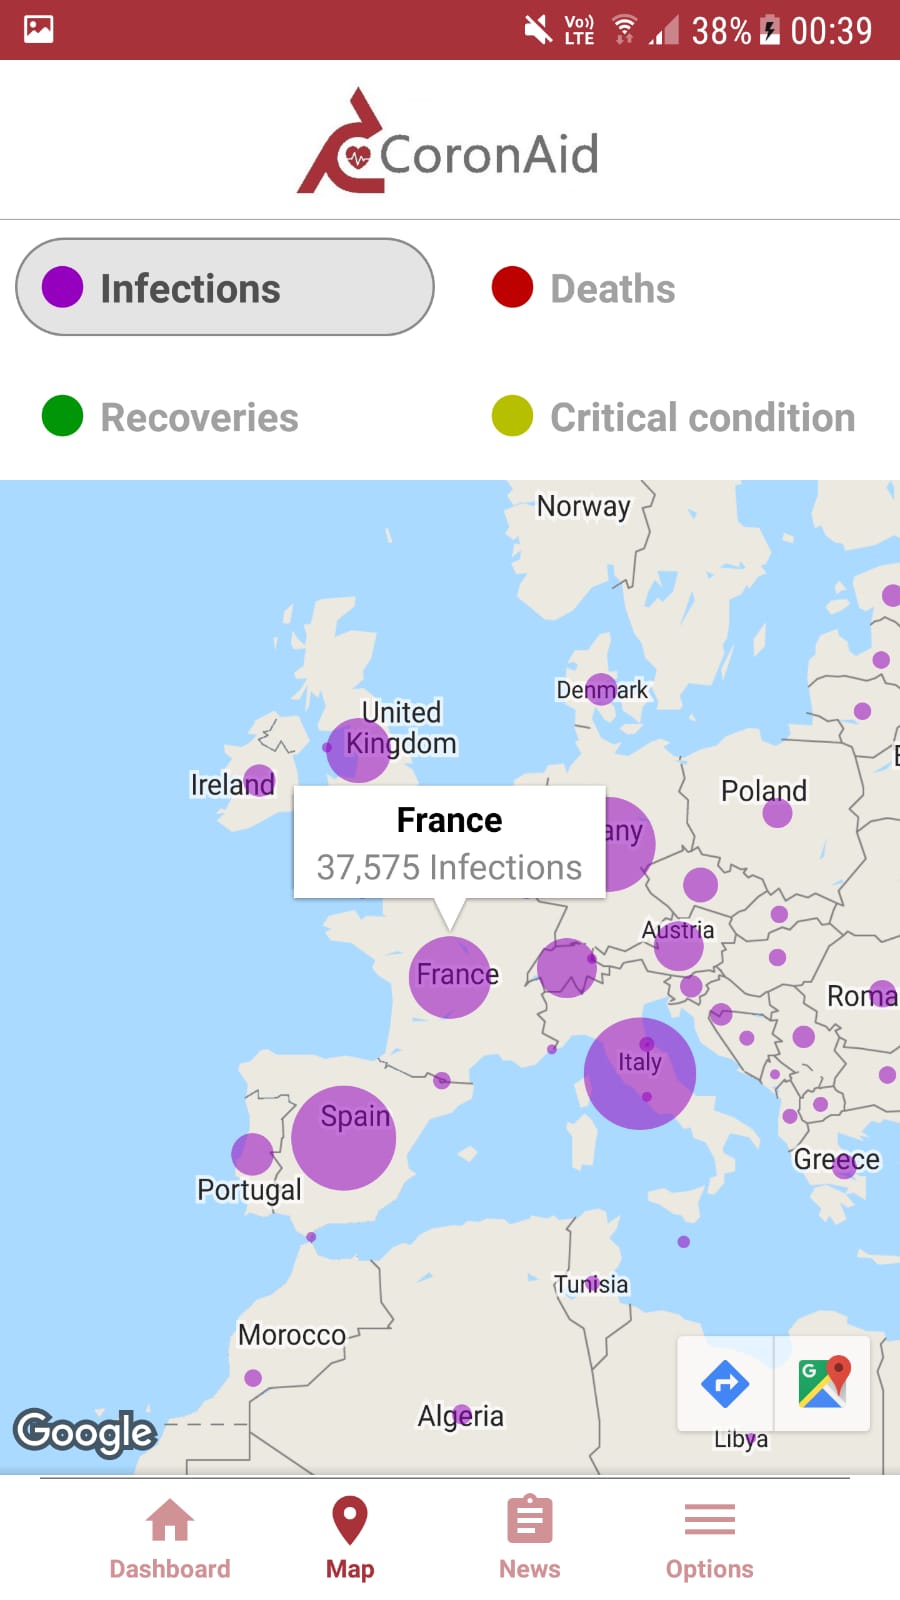 Vo))
LTE
38%
00:39
CoronAid
Infections
Deaths
Recoveries
Critical condition
Norway
Denmark
United
Kingdom
Ireland
Poland
any
France
37,575 Infections
Austria
France
Roma
Italy
Spain
Greece
Portugal
Tunisia
Morocco
Algeria
G
Libya
Google
Dashboard
Map
News
Options